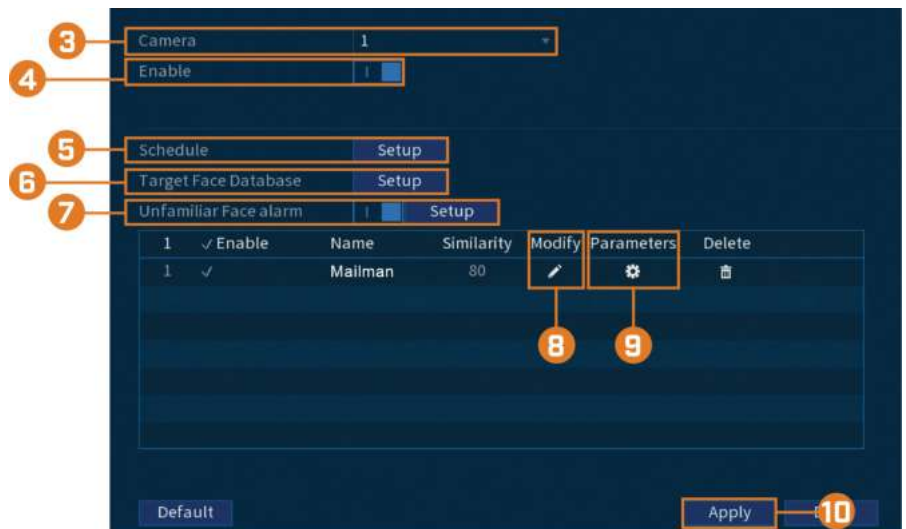 3 Camera 1
4 Enable
5 Schedule Setup
6 Target Face Database Setup
7 Unfamiliar Face alarm Setup
1 ✓ Enable Name Similarity Modify Parameters Delete
1 ✓ Mailman 80
8 9
Default Apply 10